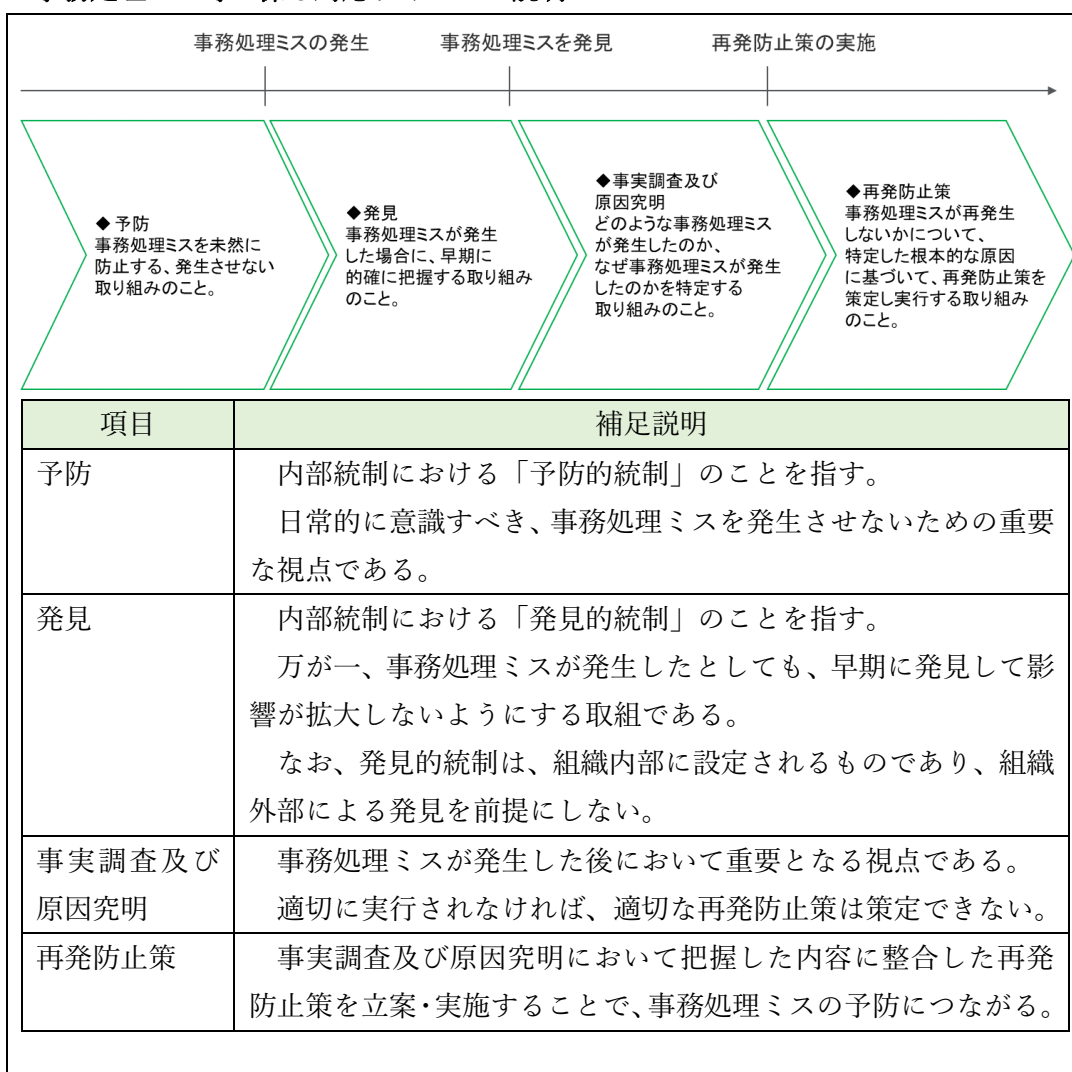 事務処理ミスの発生
事務処理ミスを発見
再発防止策の実施
◆予防
事務処理ミスを未然に
防止する、発生させない
取り組みのこと。
◆発見
事務処理ミスが発生
した場合に、早期に
的確に把握する取り組み
のこと。
◆事実調査及び
原因究明
どのような事務処理ミス
が発生したのか、
なぜ事務処理ミスが発生
したのかを特定する
取り組みのこと。
◆再発防止策
事務処理ミスが再発生
しないかについて、
特定した根本的な原因
に基づいて、再発防止策を
策定し実行する取り組み
のこと。
項目 補足説明
予防
内部統制における「予防的統制」のことを指す。
日常的に意識すべき、事務処理ミスを発生させないための重要
な視点である。
発見
内部統制における「発見的統制」のことを指す。
万が一、事務処理ミスが発生したとしても、早期に発見して影
響が拡大しないようにする取組である。
なお、発見的統制は、組織内部に設定されるものであり、組織
外部による発見を前提にしない。
事実調査及び
原因究明
事務処理ミスが発生した後において重要となる視点である。
適切に実行されなければ、適切な再発防止策は策定できない。
再発防止策
事実調査及び原因究明において把握した内容に整合した再発
防止策を立案・実施することで、事務処理ミスの予防につながる。